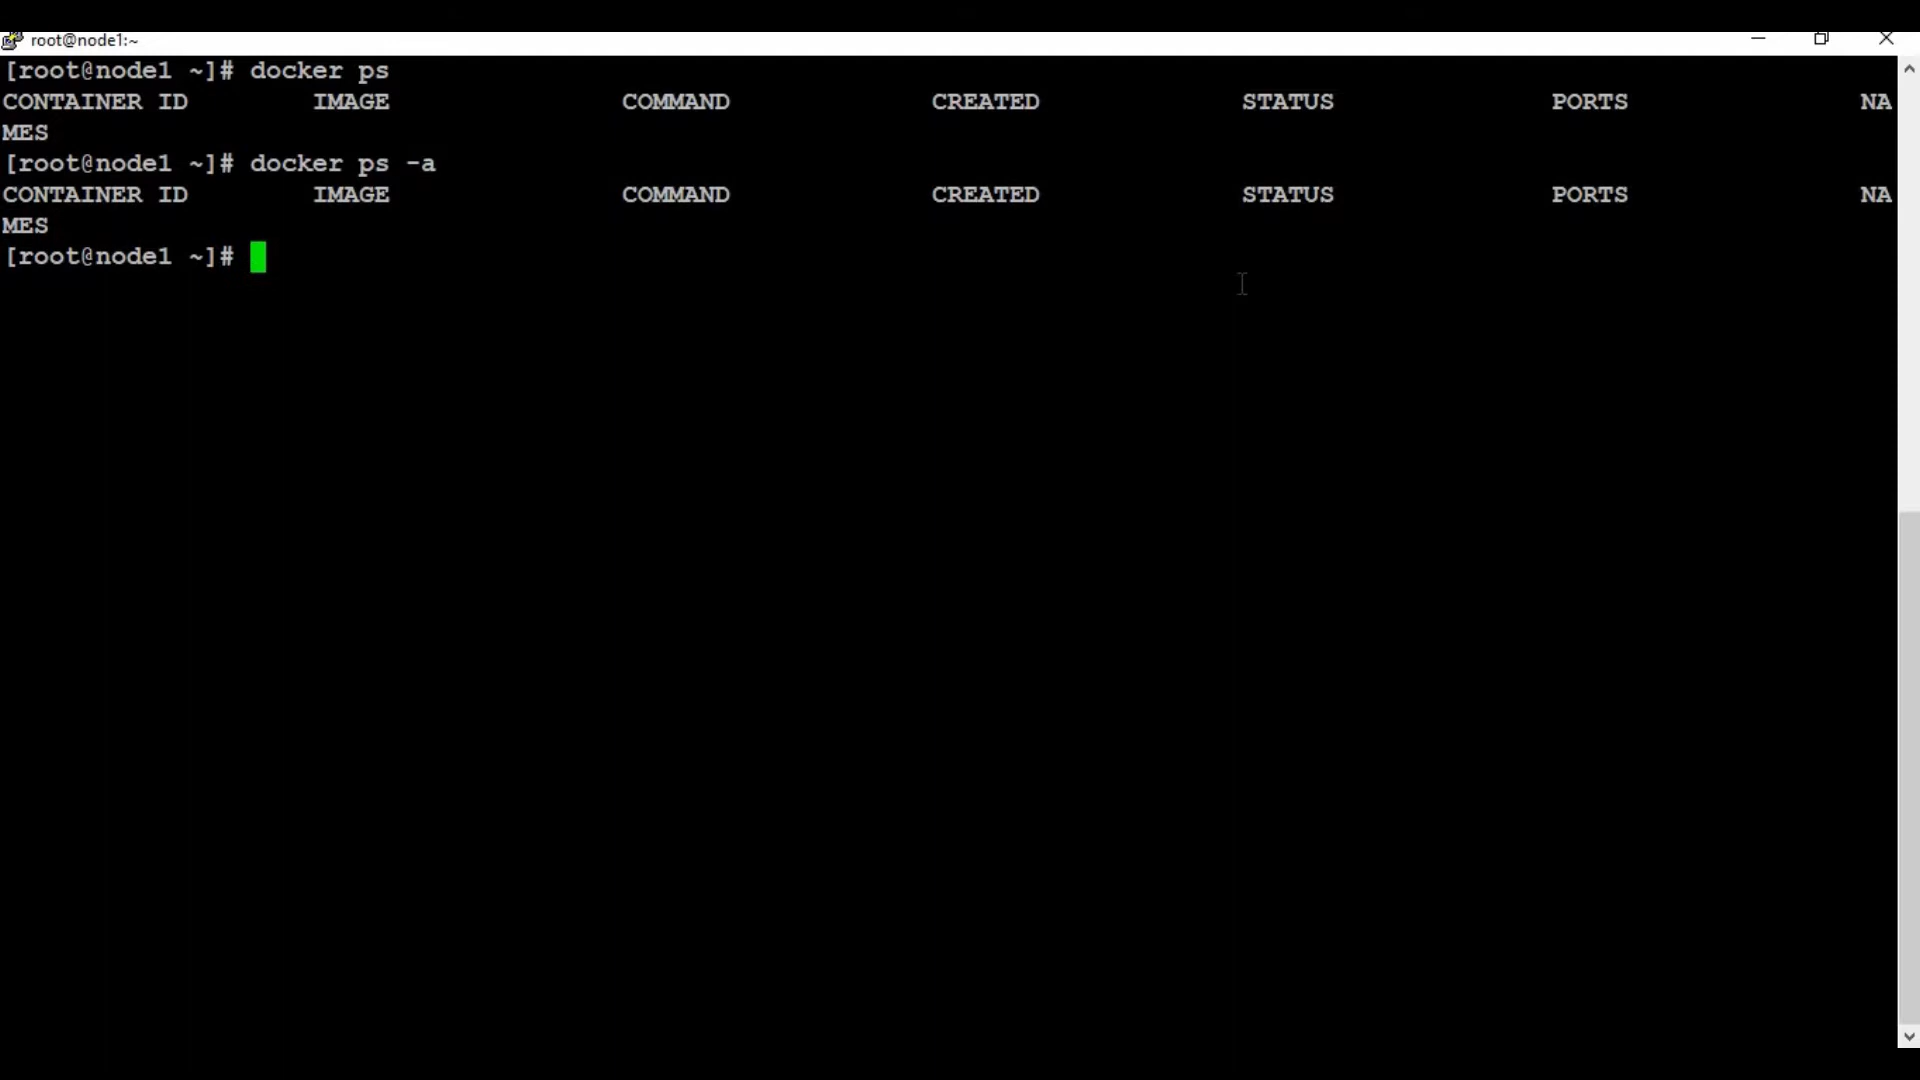 root@node1:~
[root@node1 ~]# docker ps
CONTAINER ID IMAGE COMMAND CREATED STATUS PORTS NA
MES
[root@node1 ~]# docker ps -a
CONTAINER ID IMAGE COMMAND CREATED STATUS PORTS NA
MES
[root@node1 ~]#